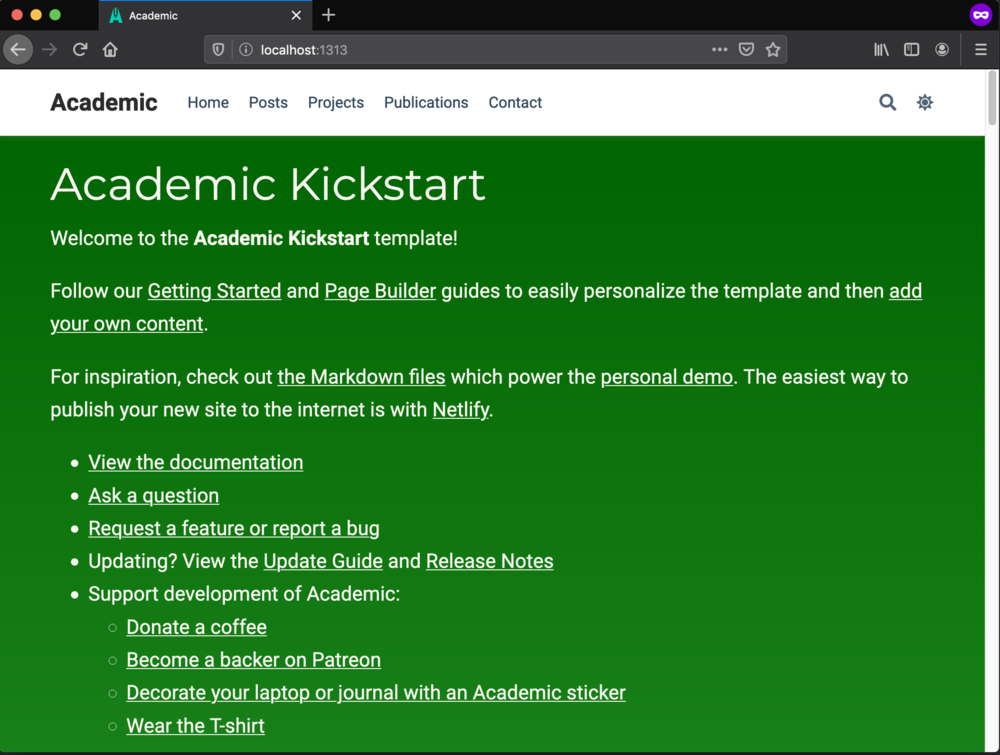 Academic
localhost:1313
Academic Home Posts Projects Publications Contact
Academic Kickstart
Welcome to the Academic Kickstart template!
Follow our Getting Started and Page Builder guides to easily personalize the template and then add
your own content.
For inspiration, check out the Markdown files which power the personal demo. The easiest way to
publish your new site to the internet is with Netlify.
View the documentation
Ask a question
Request a feature or report a bug
Updating? View the Update Guide and Release Notes
Support development of Academic:
Donate a coffee
Become a backer on Patreon
Decorate your laptop or journal with an Academic sticker
Wear the T-shirt